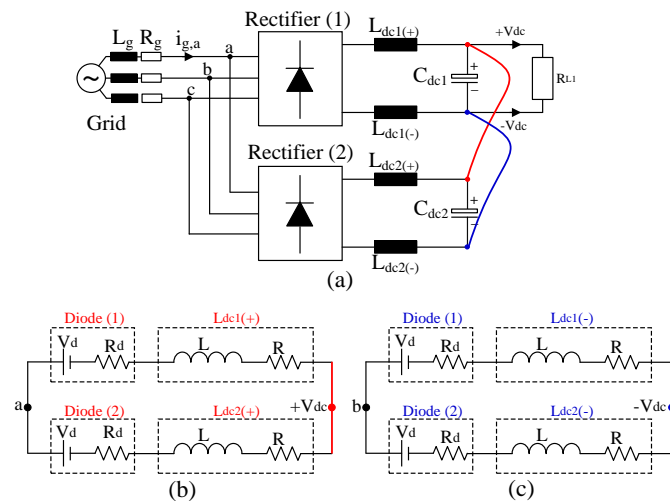 Rectifier (1)
Ldc1(+)
+Vdc
Lg Rg ig,a a
b
c
Grid
Cdc1
+
−
RL1
-Vdc
Ldc1(-)
Rectifier (2)
Ldc2(+)
Cdc2
+
−
Ldc2(-)
(a)
Diode (1) Ldc1(+)
Vd Rd L R
a +Vdc
Diode (2) Ldc2(+)
Vd Rd L R
(b)
Diode (1) Ldc1(-)
Vd Rd L R
b -Vdc
Diode (2) Ldc2(-)
Vd Rd L R
(c)